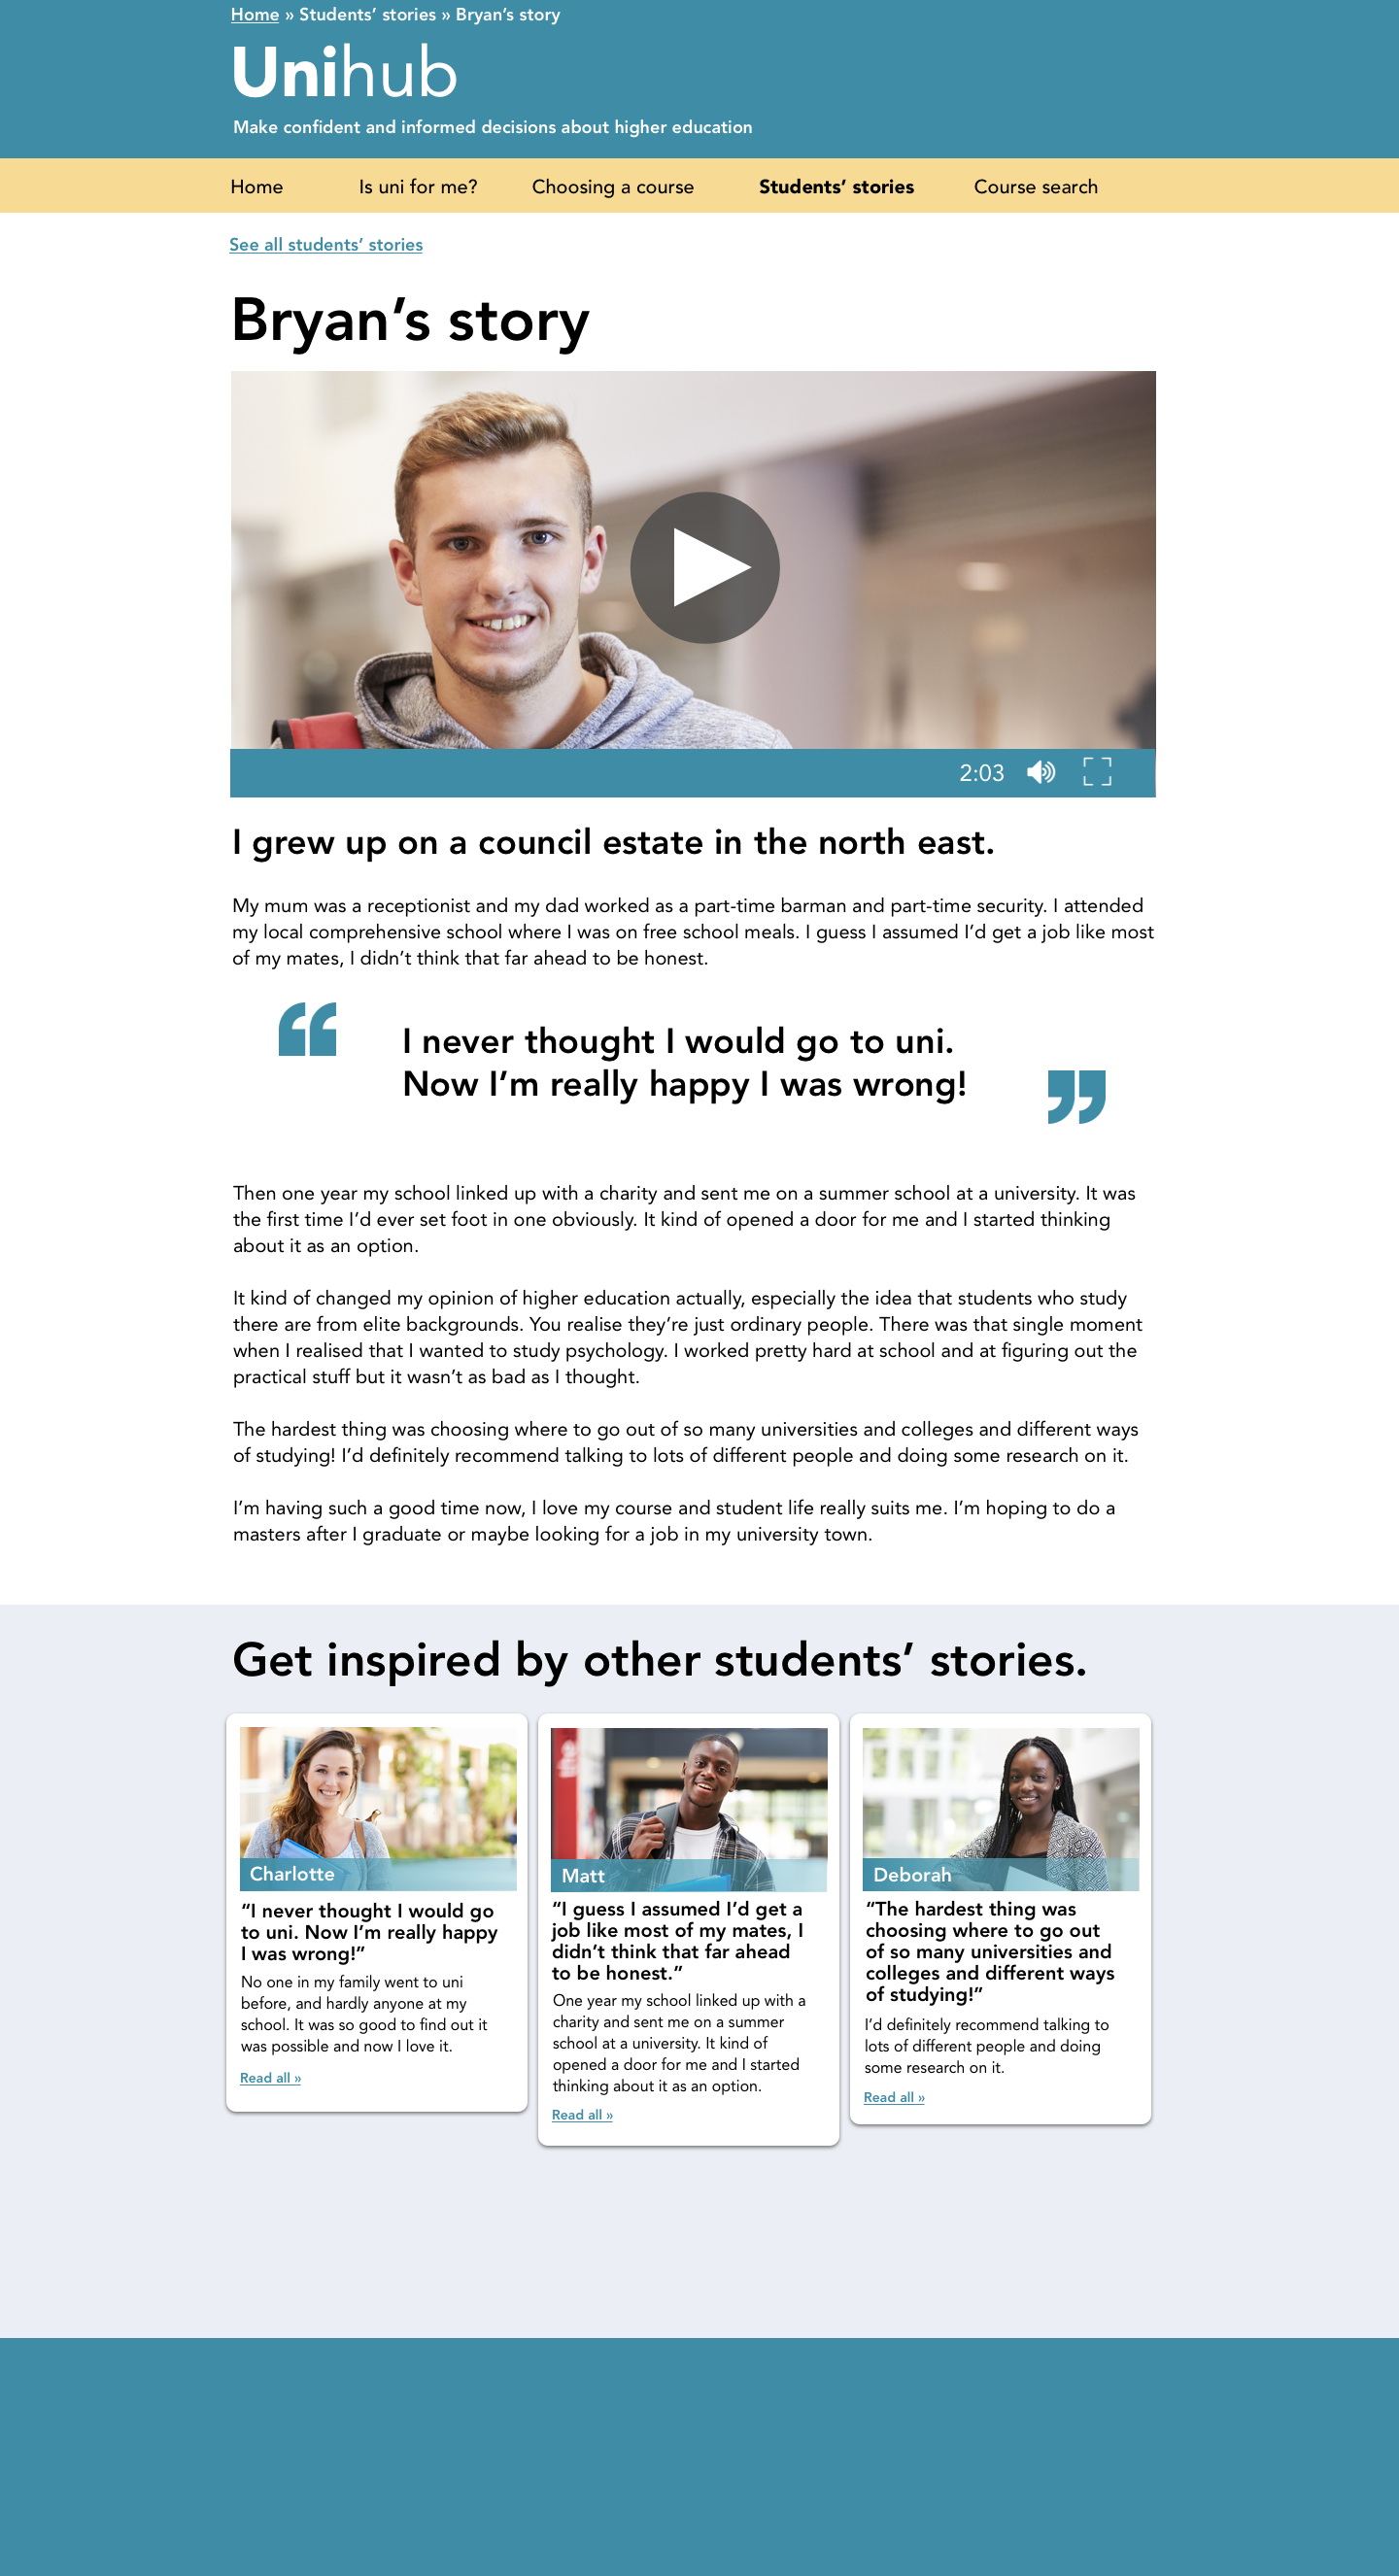 Home » Students’ stories » Bryan’s story
Unihub
Make confident and informed decisions about higher education
Home Is uni for me? Choosing a course Students’ stories Course search
See all students’ stories
Bryan’s story
2:03
I grew up on a council estate in the north east.
My mum was a receptionist and my dad worked as a part-time barman and part-time security. I attended
my local comprehensive school where I was on free school meals. I guess I assumed I’d get a job like most
of my mates, I didn’t think that far ahead to be honest.
“ I never thought I would go to uni.
Now I’m really happy I was wrong! ”
Then one year my school linked up with a charity and sent me on a summer school at a university. It was
the first time I’d ever set foot in one obviously. It kind of opened a door for me and I started thinking
about it as an option.
It kind of changed my opinion of higher education actually, especially the idea that students who study
there are from elite backgrounds. You realise they’re just ordinary people. There was that single moment
when I realised that I wanted to study psychology. I worked pretty hard at school and at figuring out the
practical stuff but it wasn’t as bad as I thought.
The hardest thing was choosing where to go out of so many universities and colleges and different ways
of studying! I’d definitely recommend talking to lots of different people and doing some research on it.
I’m having such a good time now, I love my course and student life really suits me. I’m hoping to do a
masters after I graduate or maybe looking for a job in my university town.
Get inspired by other students’ stories.
Charlotte
“I never thought I would go
to uni. Now I’m really happy
I was wrong!”
No one in my family went to uni
before, and hardly anyone at my
school. It was so good to find out it
was possible and now I love it.
Read all »
Matt
“I guess I assumed I’d get a
job like most of my mates, I
didn’t think that far ahead
to be honest.”
One year my school linked up with a
charity and sent me on a summer
school at a university. It kind of
opened a door for me and I started
thinking about it as an option.
Read all »
Deborah
“The hardest thing was
choosing where to go out
of so many universities and
colleges and different ways
of studying!”
I’d definitely recommend talking to
lots of different people and doing
some research on it.
Read all »